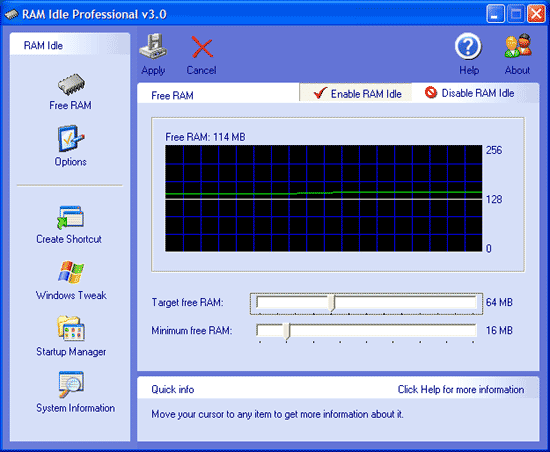 RAM Idle Professional v3.0
RAM Idle
Free RAM
Options
Create Shortcut
Windows Tweak
Startup Manager
System Information
Apply
Cancel
Help
About
Free RAM
Enable RAM Idle
Disable RAM Idle
Free RAM: 114 MB
256
128
0
Target free RAM:
64 MB
Minimum free RAM:
16 MB
Quick info
Click Help for more information
Move your cursor to any item to get more information about it.